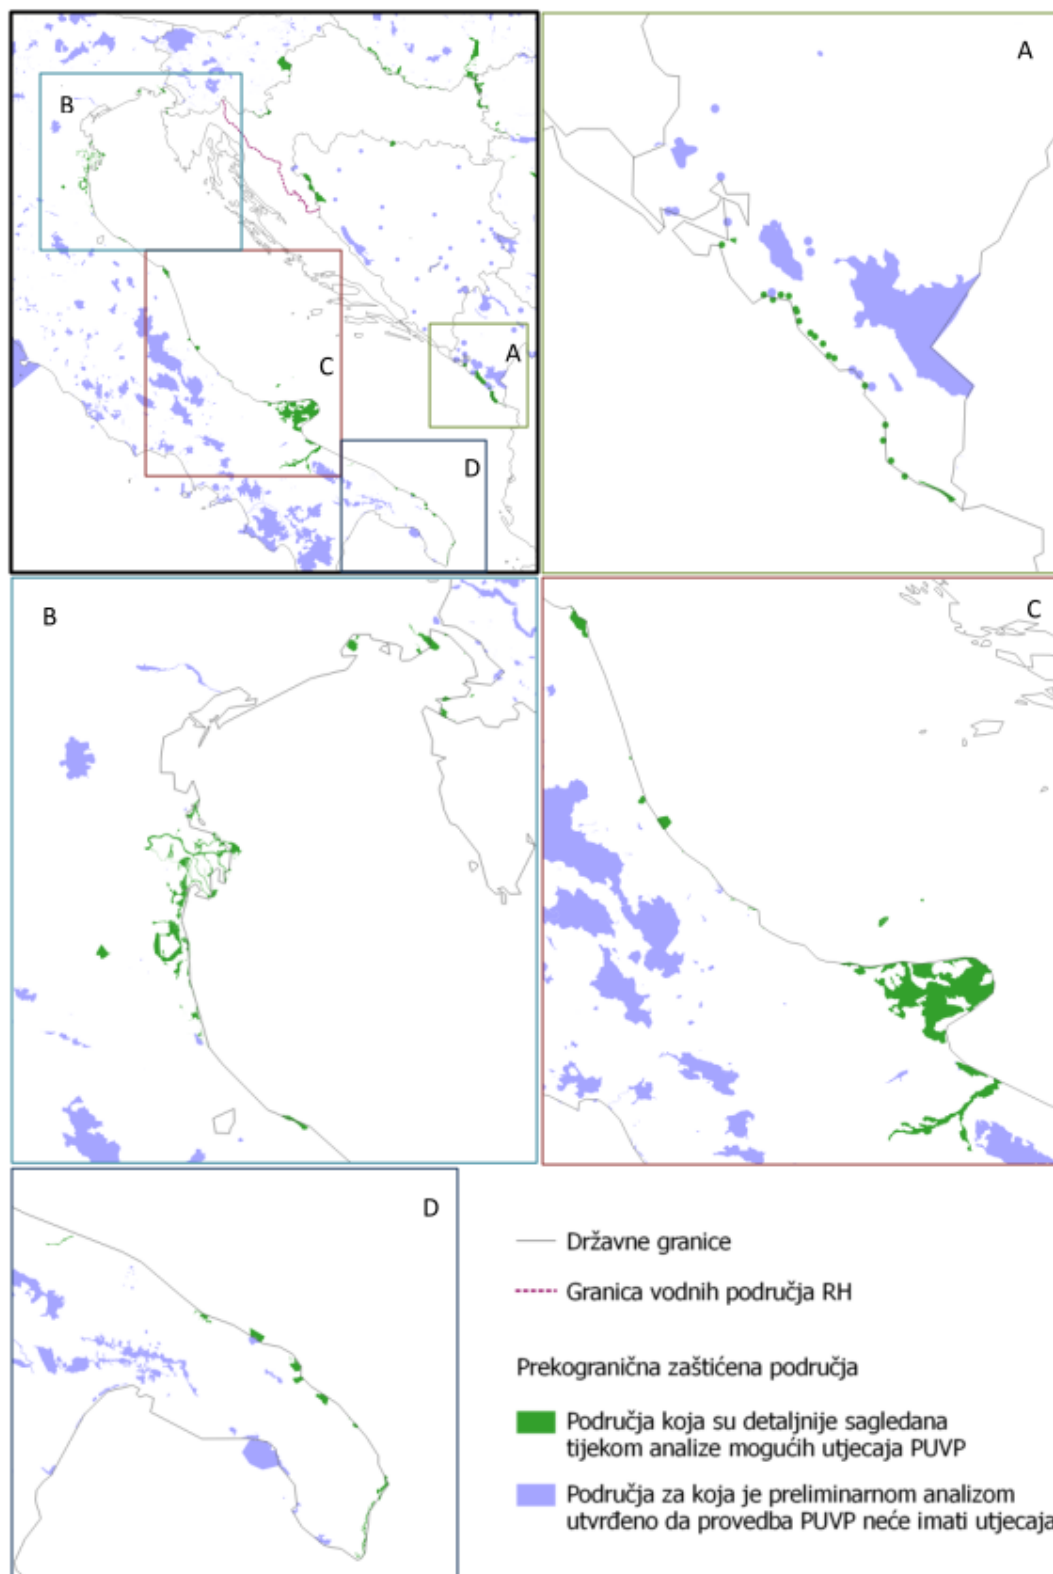 B
A
C
D
A
B
C
D
Državne granice
Granica vodnih područja RH
Prekogranična zaštićena područja
Područja koja su detaljnije sagledana
tijekom analize mogućih utjecaja PUVP
Područja za koja je preliminarnom analizom
utvrđeno da provedba PUVP neće imati utjecaja